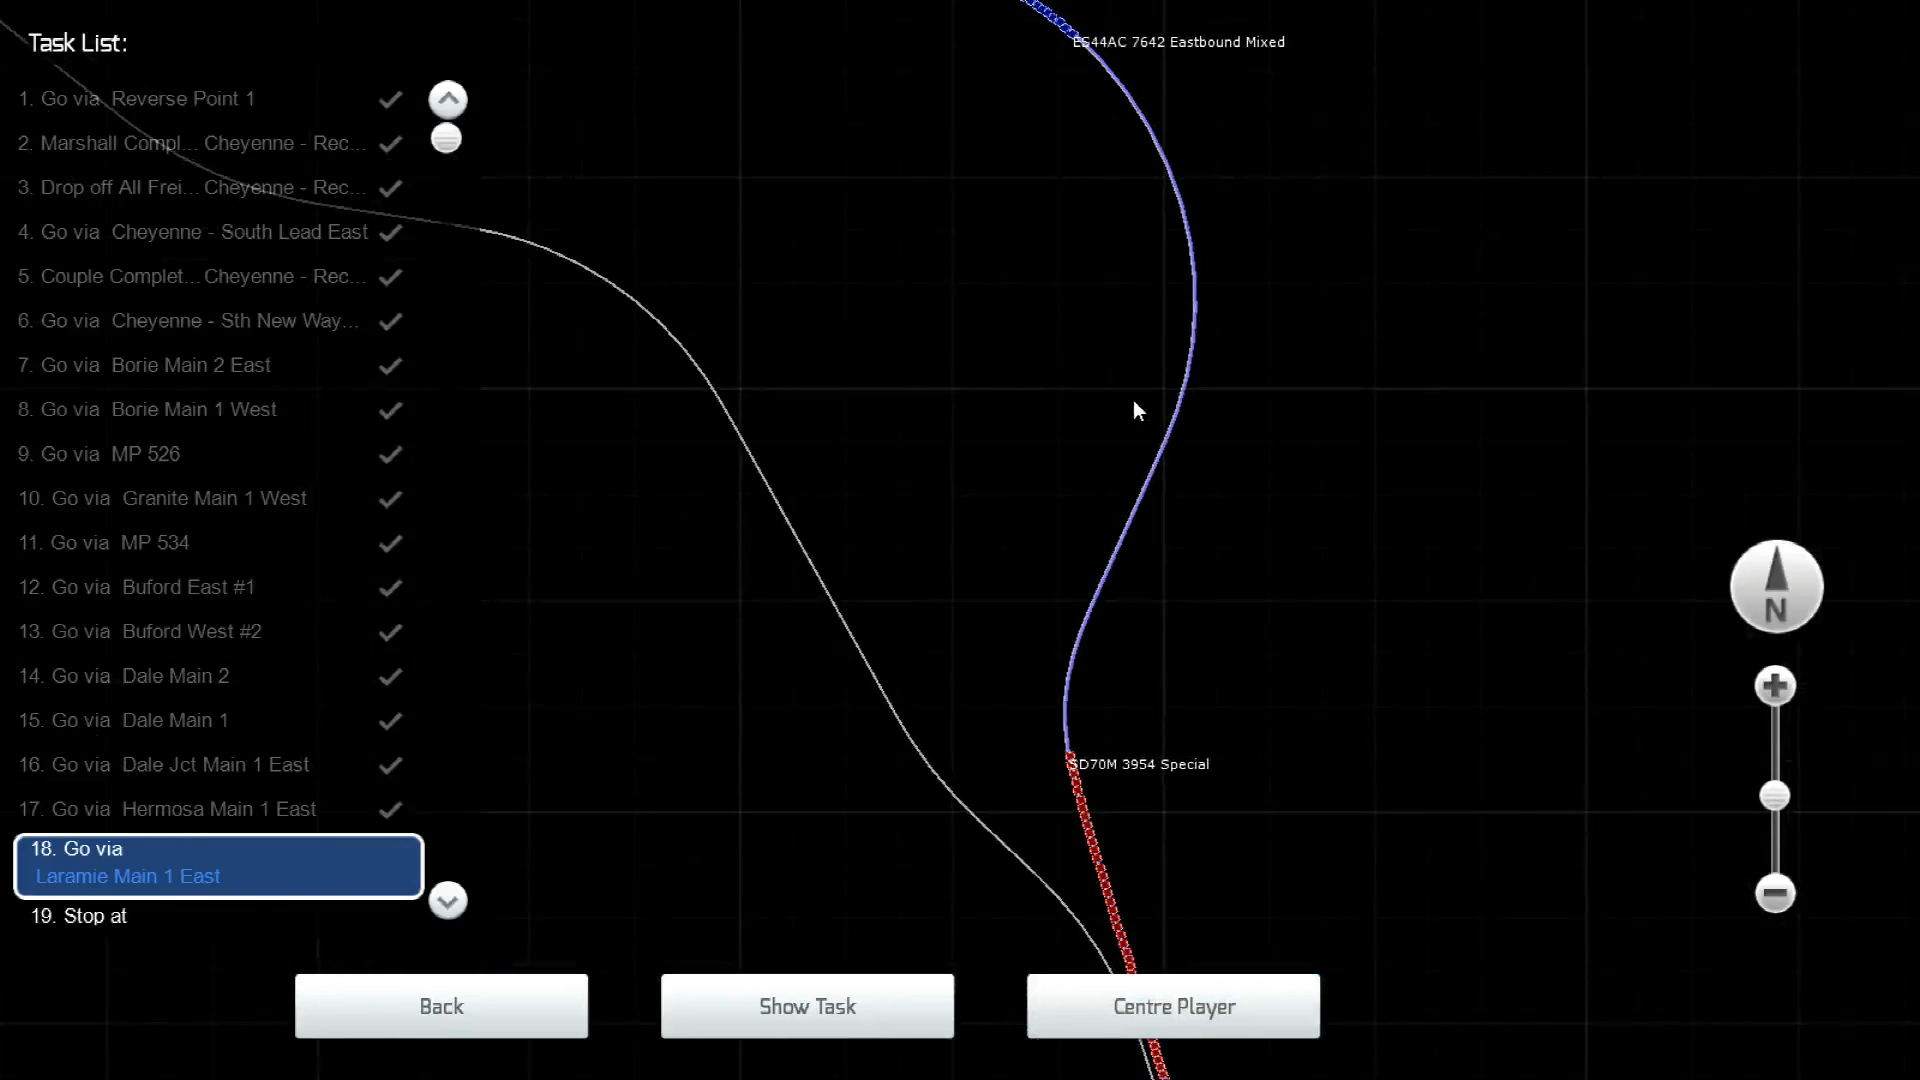 Task List:
1. Go via Reverse Point 1
2. Marshall Compl... Cheyenne - Rec...
3. Drop off All Frei... Cheyenne - Rec...
4. Go via Cheyenne - South Lead East
5. Couple Complet... Cheyenne - Rec...
6. Go via Cheyenne - Sth New Way...
7. Go via Borie Main 2 East
8. Go via Borie Main 1 West
9. Go via MP 526
10. Go via Granite Main 1 West
11. Go via MP 534
12. Go via Buford East #1
13. Go via Buford West #2
14. Go via Dale Main 2
15. Go via Dale Main 1
16. Go via Dale Jct Main 1 East
17. Go via Hermosa Main 1 East
18. Go via
Laramie Main 1 East
19. Stop at
ES44AC 7642 Eastbound Mixed
SD70M 3954 Special
N
Back
Show Task
Centre Player